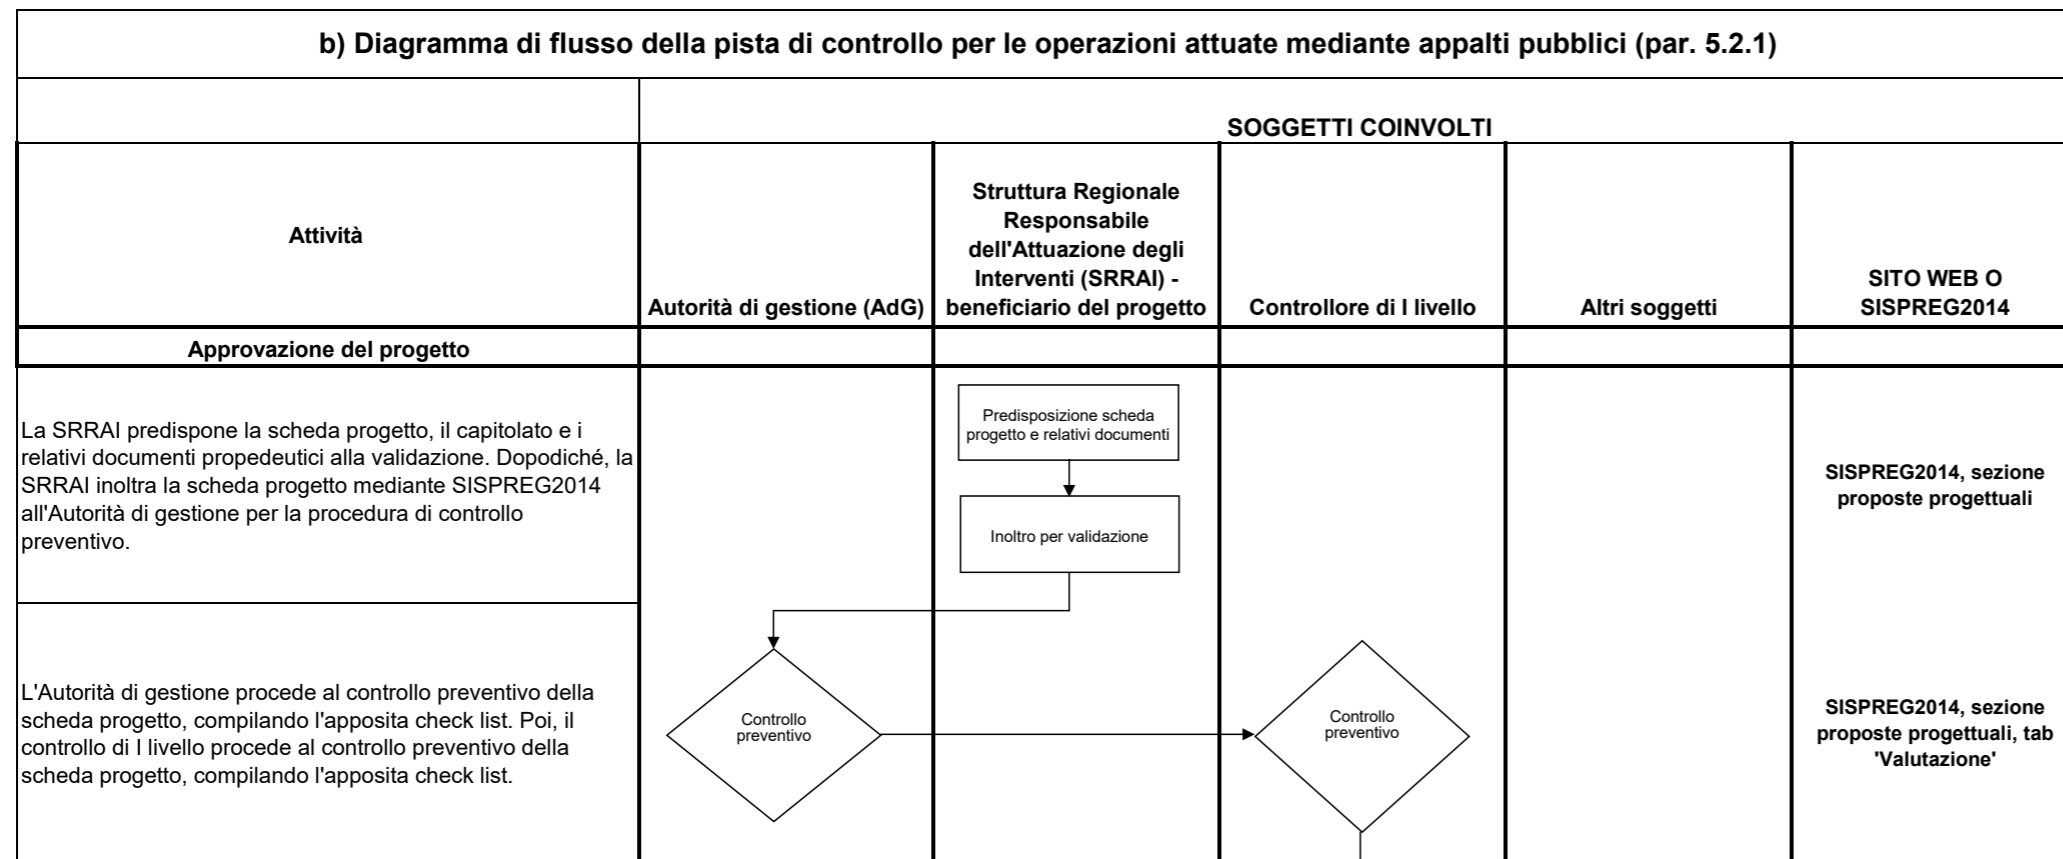 b) Diagramma di flusso della pista di controllo per le operazioni attuate mediante appalti pubblici (par. 5.2.1)
SOGGETTI COINVOLTI
Attività
Autorità di gestione (AdG)
Struttura Regionale
Responsabile
dell'Attuazione degli
Interventi (SRRAI) -
beneficiario del progetto
Controllore di I livello
Altri soggetti
SITO WEB O
SISPREG2014
Approvazione del progetto
La SRRAI predispone la scheda progetto, il capitolato e i
relativi documenti propedeutici alla validazione. Dopodiché, la
SRRAI inoltra la scheda progetto mediante SISPREG2014
all'Autorità di gestione per la procedura di controllo
preventivo.
Predisposizione scheda
progetto e relativi documenti
Inoltro per validazione
SISPREG2014, sezione
proposte progettuali
L'Autorità di gestione procede al controllo preventivo della
scheda progetto, compilando l'apposita check list. Poi, il
controllo di I livello procede al controllo preventivo della
scheda progetto, compilando l'apposita check list.
Controllo
preventivo
Controllo
preventivo
SISPREG2014, sezione
proposte progettuali, tab
'Valutazione'